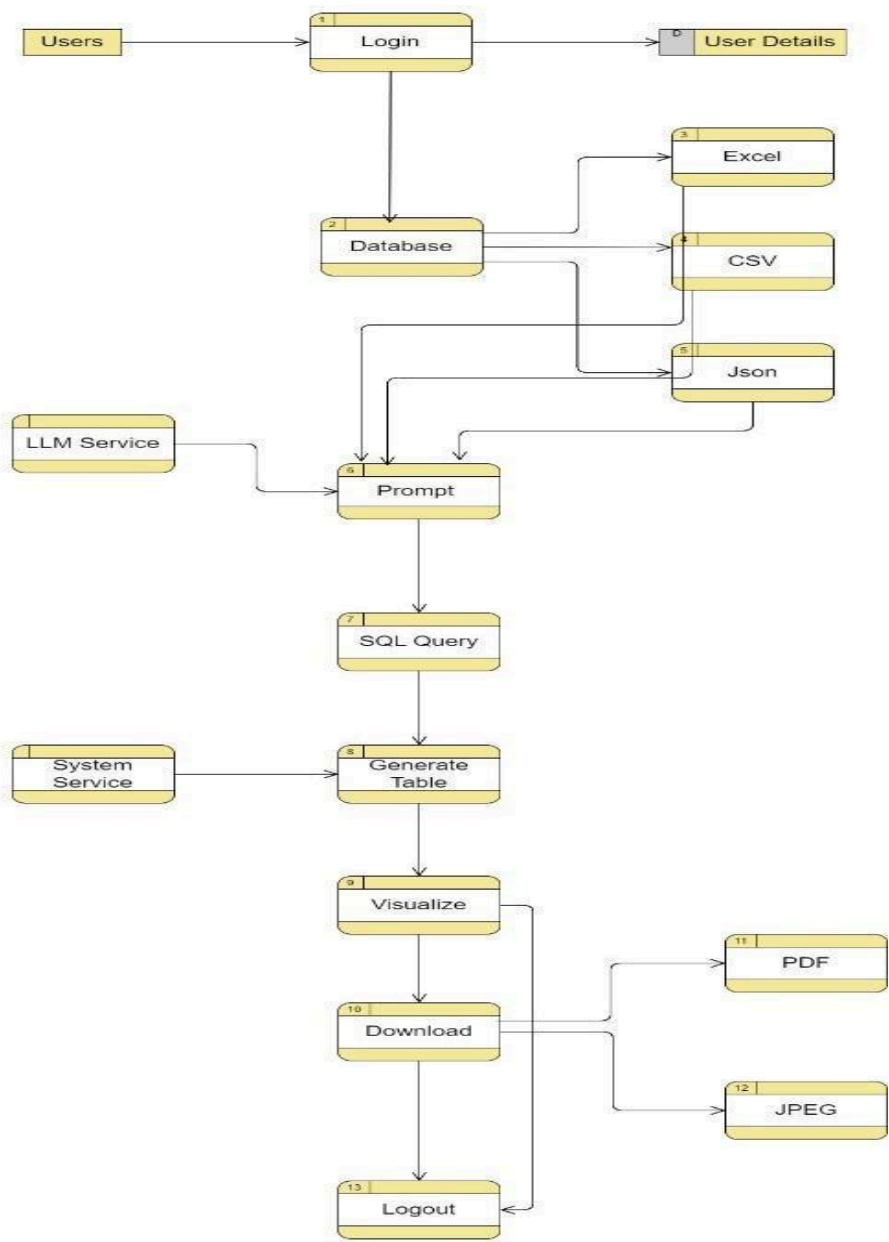 Users
1
Login
D
User Details
3
Excel
2
Database
4
CSV
5
Json
LLM Service
6
Prompt
7
SQL Query
System
Service
8
Generate
Table
9
Visualize
11
PDF
10
Download
12
JPEG
13
Logout